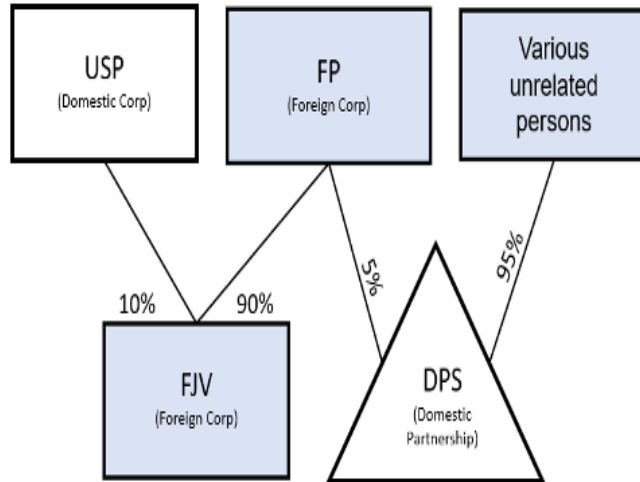 USP
(Domestic Corp)
FP
(Foreign Corp)
Various
unrelated
persons
10%
90%
5%
95%
FJV
(Foreign Corp)
DPS
(Domestic
Partnership)